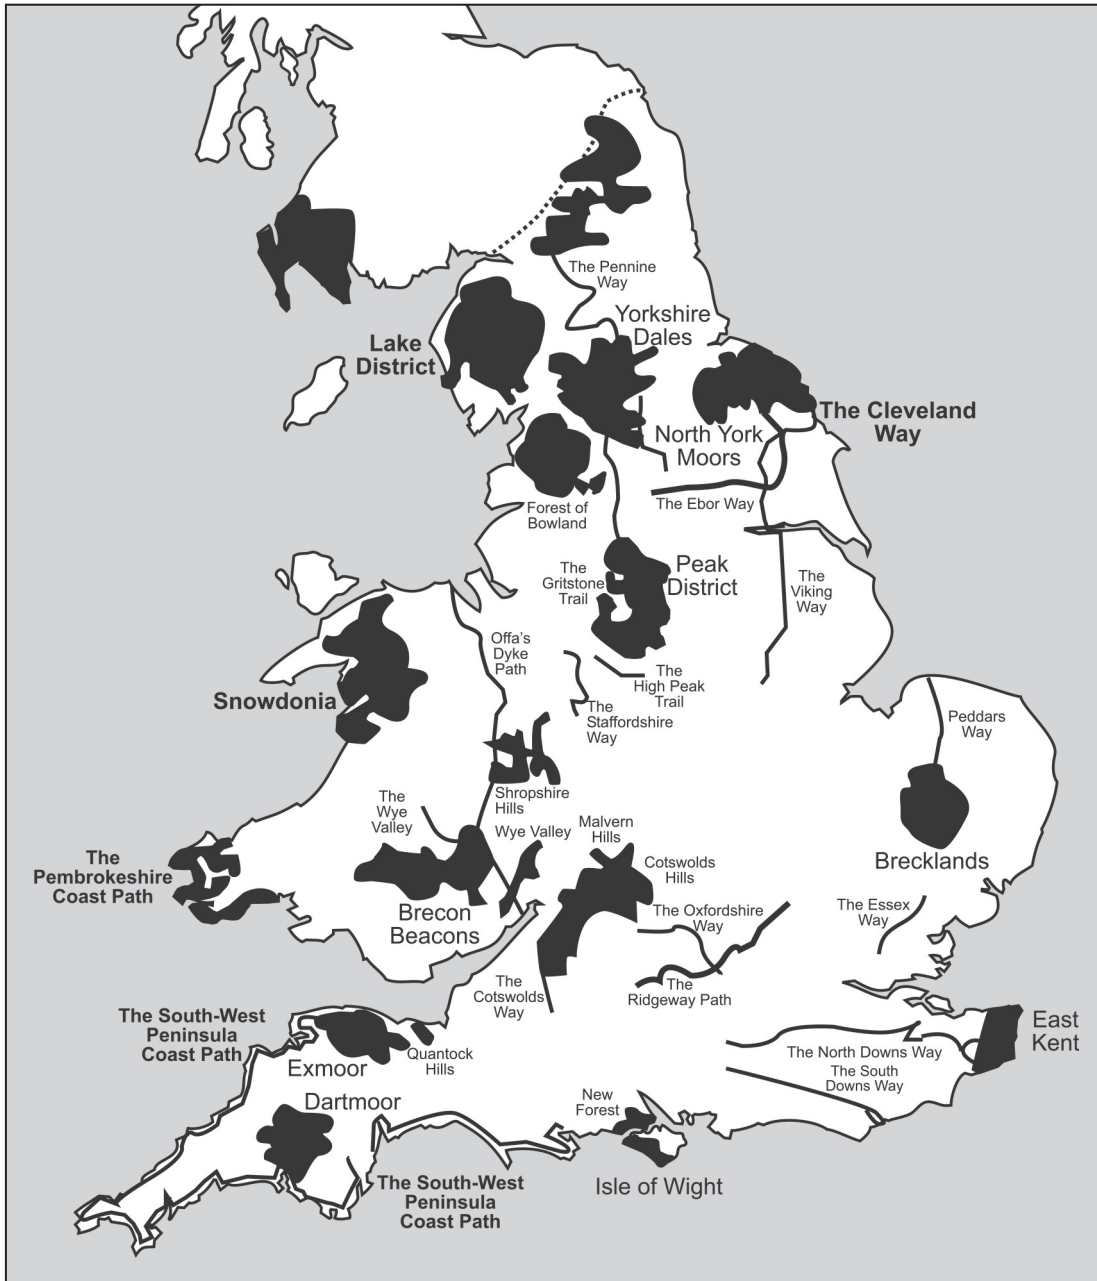 The Pennine
Way
Yorkshire
Dales
Lake
District
The Cleveland
Way
North York
Moors
The Ebor Way
Forest of
Bowland
Peak
District
The
Gritstone
Trail
The
Viking
Way
Offa's
Dyke
Path
The
High Peak
Trail
Snowdonia
The
Staffordshire
Way
Peddars
Way
Shropshire
Hills
The
Wye
Valley
Wye Valley
Malvern
Hills
Cotswolds
Hills
Brecklands
The
Pembrokeshire
Coast Path
Brecon
Beacons
The Oxfordshire
Way
The Essex
Way
The
Cotswolds
Way
The
Ridgeway Path
The South-West
Peninsula
Coast Path
Exmoor
Quantock
Hills
East
Kent
The North Downs Way
The South
Downs Way
Dartmoor
New
Forest
The South-West
Peninsula
Coast Path
Isle of Wight